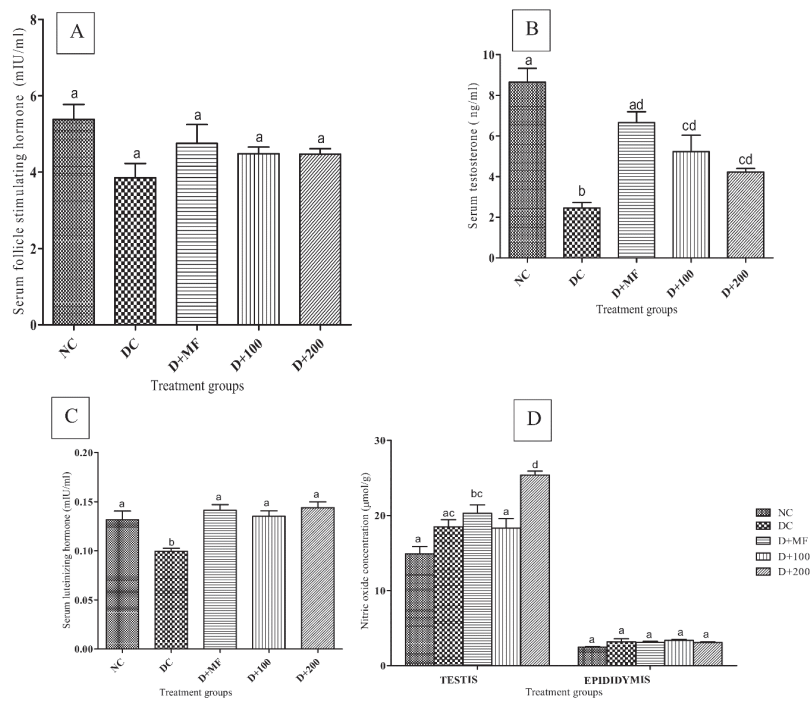 A
Serum follicle stimulating hormone (mIU/ml)
8
6
4
2
0
a
a
a
a
a
NC
DC
D+MF
D+100
D+200
Treatment groups
B
Serum testosterone ( ng/ml)
10
8
6
4
2
0
a
b
ad
cd
cd
NC
DC
D+MF
D+100
D+200
Treatment groups
C
Serum luteinizing hormone (mIU/ml)
0.20
0.15
0.10
0.05
0.00
a
b
a
a
a
NC
DC
D+MF
D+100
D+200
Treatment groups
D
Nitric oxide concentration (µmol/g)
30
20
10
0
a
ac
bc
a
d
a
a
a
a
a
TESTIS
EPIDIDYMIS
Treatment groups
NC
DC
D+MF
D+100
D+200